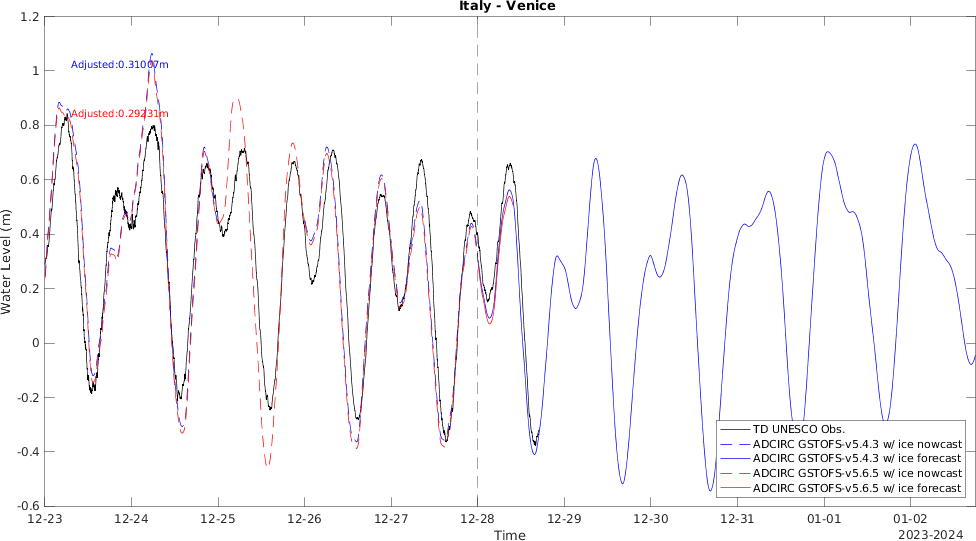 Italy - Venice
1.2
1
0.8
0.6
0.4
0.2
0
-0.2
-0.4
-0.6
Water Level (m)
Adjusted:0.31007m
Adjusted:0.29231m
TD UNESCO Obs.
ADCIRC GSTOFS-v5.4.3 w/ ice nowcast
ADCIRC GSTOFS-v5.4.3 w/ ice forecast
ADCIRC GSTOFS-v5.6.5 w/ ice nowcast
ADCIRC GSTOFS-v5.6.5 w/ ice forecast
12-23 12-24 12-25 12-26 12-27 12-28 12-29 12-30 12-31 01-01 01-02
Time
2023-2024